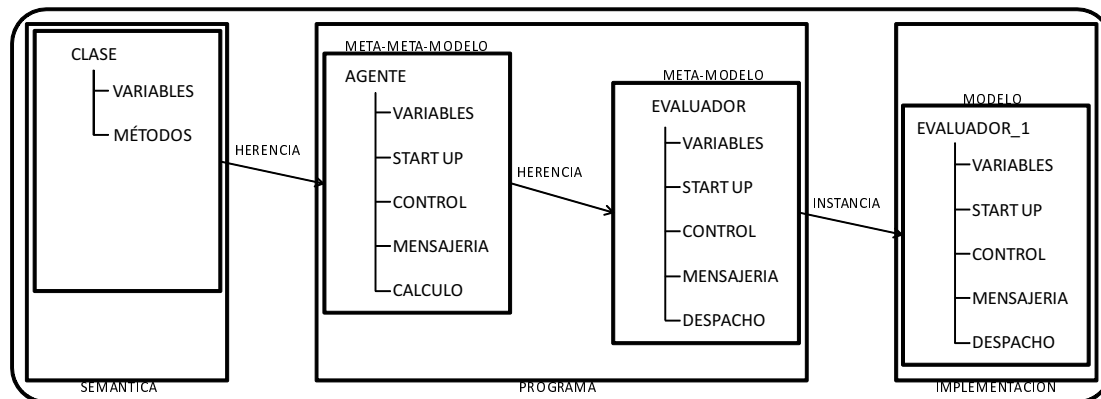 CLASE
VARIABLES
MÉTODOS
SEMANTICA
HERENCIA
META-META-MODELO
AGENTE
VARIABLES
START UP
CONTROL
MENSAJERIA
CALCULO
HERENCIA
META-MODELO
EVALUADOR
VARIABLES
START UP
CONTROL
MENSAJERIA
DESPACHO
PROGRAMA
INSTANCIA
MODELO
EVALUADOR_1
VARIABLES
START UP
CONTROL
MENSAJERIA
DESPACHO
IMPLEMENTACION